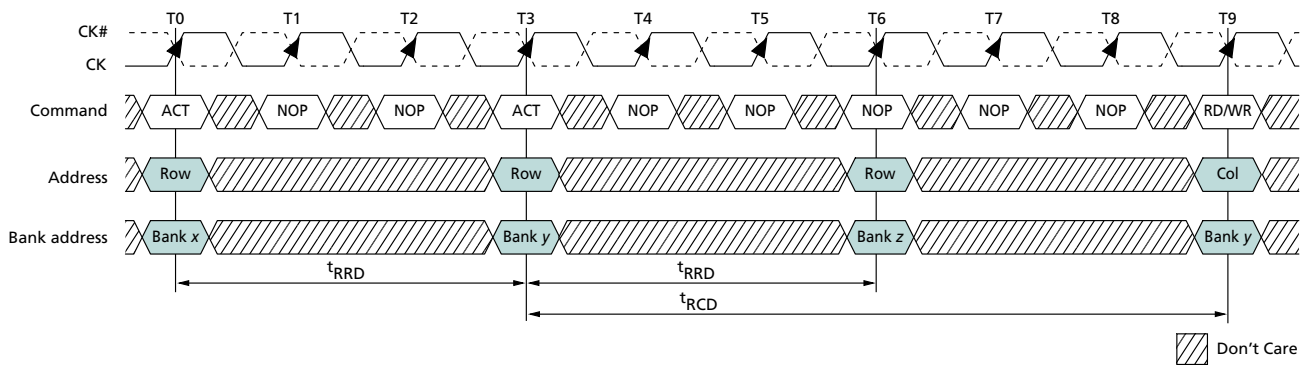 T0 T1 T2 T3 T4 T5 T6 T7 T8 T9
CK#
CK
Command ACT NOP NOP ACT NOP NOP NOP NOP NOP RD/WR
Address Row Row Row Col
Bank address Bank x Bank y Bank z Bank y
tRRD tRRD
tRCD
Don't Care